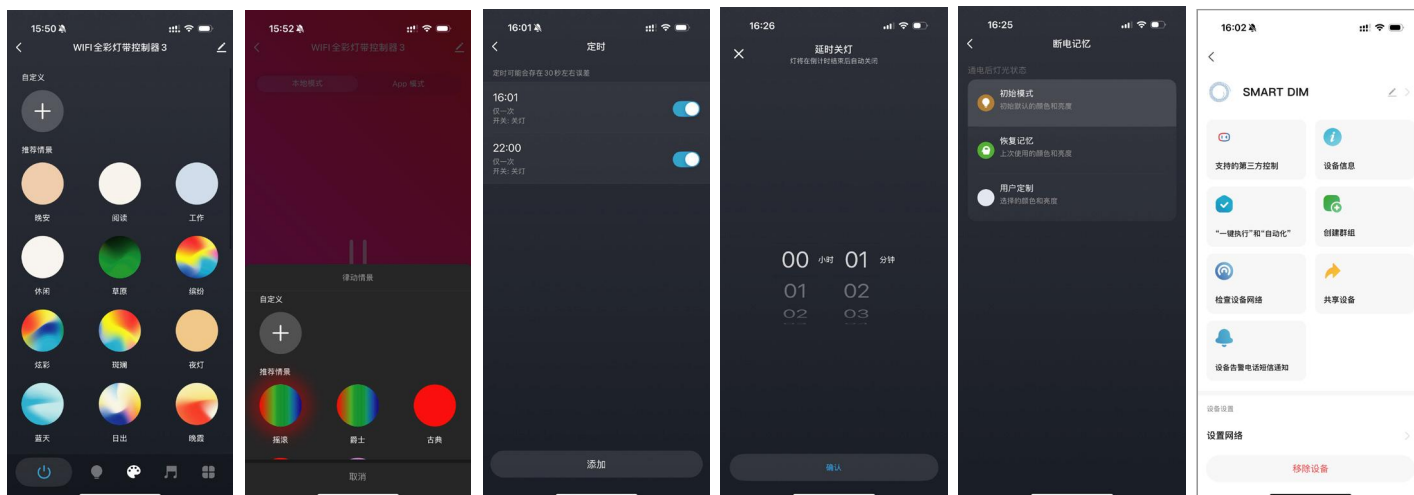 15:50
WIFI全彩灯带控制器 3
自定义
推荐情景
晚安
阅读
工作
休闲
草原
缤纷
炫彩
斑斓
夜灯
蓝天
日出
晚霞
15:52
WIFI全彩灯带控制器 3
本地模式
App 模式
律动情景
自定义
推荐情景
摇滚
爵士
古典
取消
16:01
定时
定时可能会存在30秒左右误差
16:01
仅一次
开关: 关灯
22:00
仅一次
开关: 关灯
添加
16:26
延时关灯
灯将在倒计时结束后自动关闭
00 小时 01 分钟
01 02
02 03
确认
16:25
断电记忆
通电后灯光状态
初始模式
初始默认的颜色和亮度
恢复记忆
上次使用的颜色和亮度
用户定制
选择的颜色和亮度
16:02
SMART DIM
支持的第三方控制
设备信息
“一键执行”和“自动化”
创建群组
检查设备网络
共享设备
设备告警电话短信通知
设备设置
设置网络
移除设备